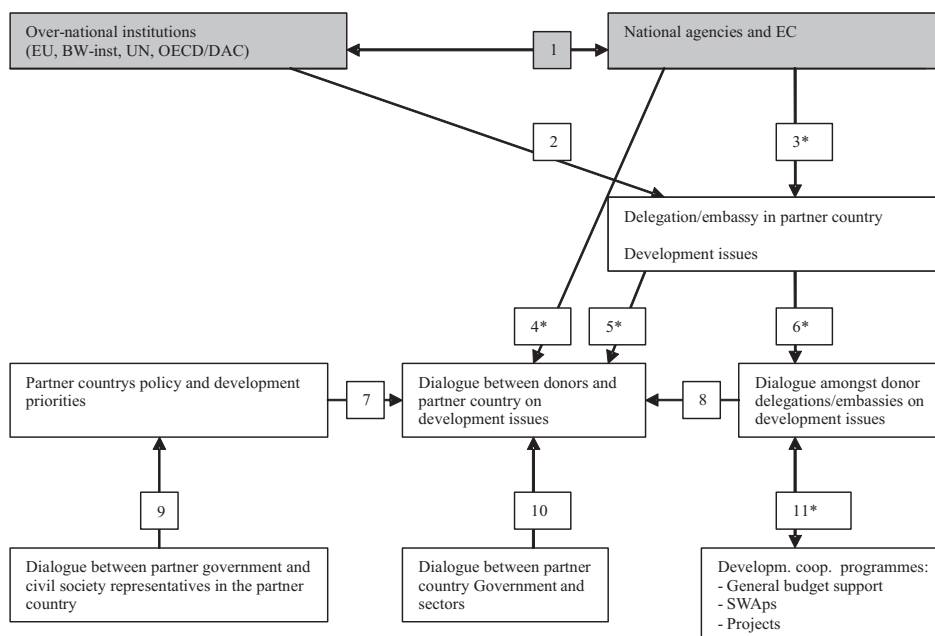 Over-national institutions
(EU, BW-inst, UN, OECD/DAC)
1
National agencies and EC
2
3*
Delegation/embassy in partner country
Development issues
4*
5*
6*
Partner countrys policy and development
priorities
7
Dialogue between donors and
partner country on
development issues
8
Dialogue amongst donor
delegations/embassies on
development issues
9
10
11*
Dialogue between partner government and
civil society representatives in the partner
country
Dialogue between partner
country Government and
sectors
Developm. coop. programmes:
- General budget support
- SWAps
- Projects